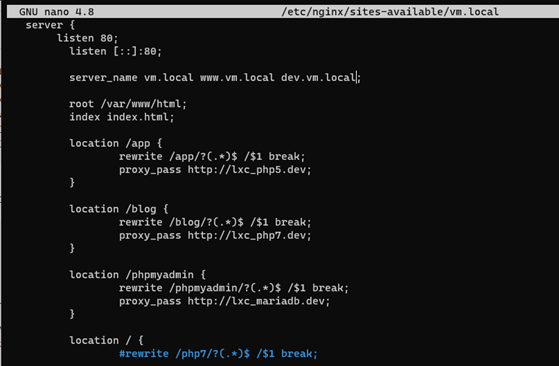 GNU nano 4.8 /etc/nginx/sites-available/vm.local
server {
listen 80;
listen [::]:80;
server_name vm.local www.vm.local dev.vm.local;
root /var/www/html;
index index.html;
location /app {
rewrite /app/?(.*)$ /$1 break;
proxy_pass http://lxc_php5.dev;
}
location /blog {
rewrite /blog/?(.*)$ /$1 break;
proxy_pass http://lxc_php7.dev;
}
location /phpmyadmin {
rewrite /phpmyadmin/?(.*)$ /$1 break;
proxy_pass http://lxc_mariadb.dev;
}
location / {
#rewrite /php7/?(.*)$ /$1 break;